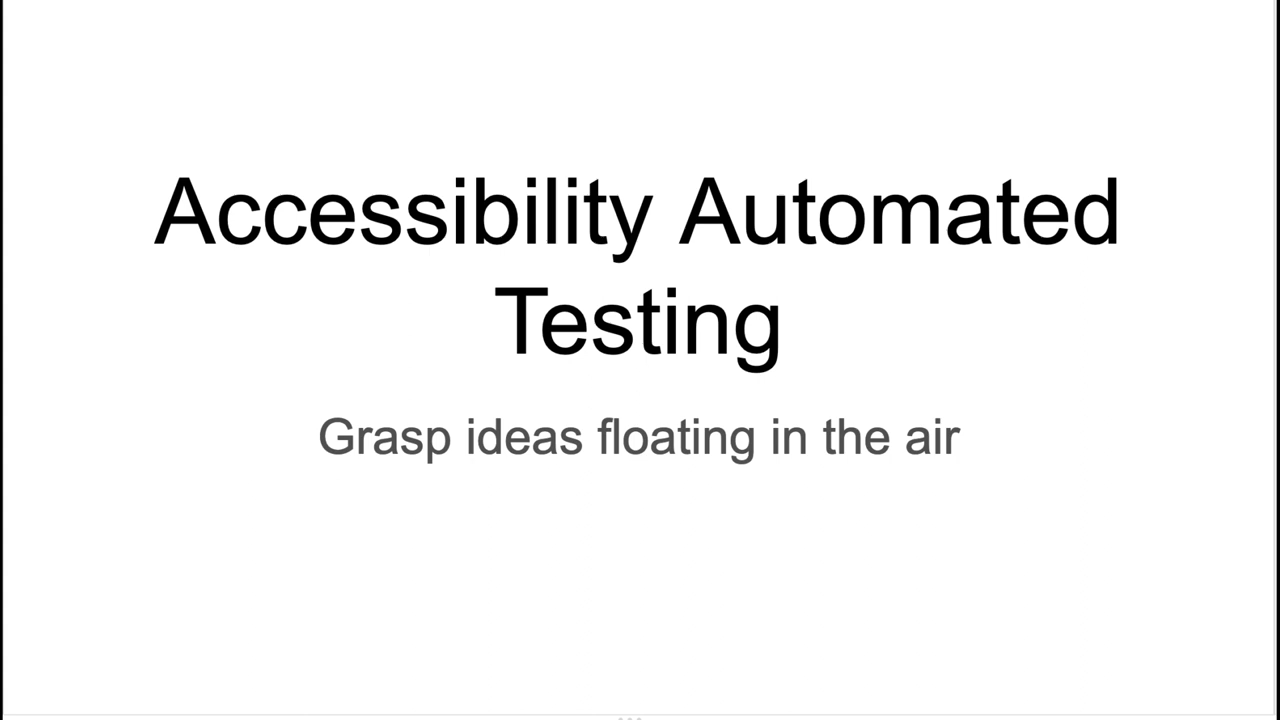 Accessibility Automated
Testing
Grasp ideas floating in the air